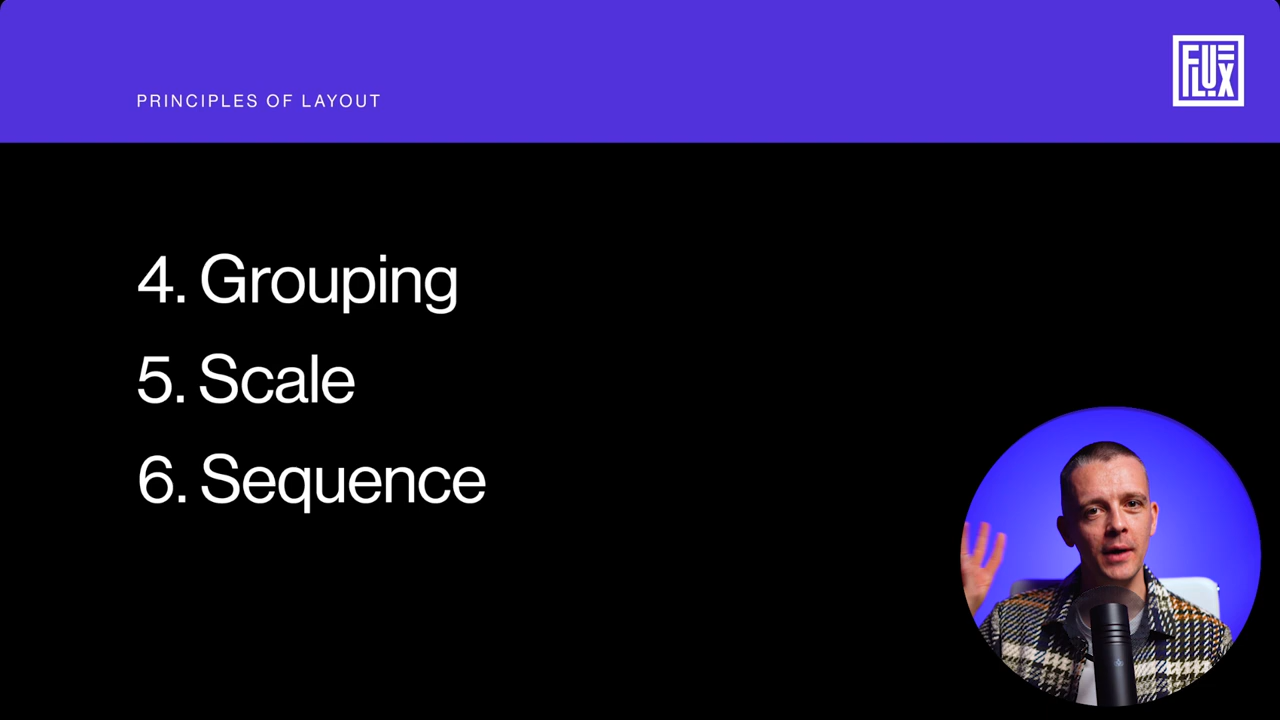 PRINCIPLES OF LAYOUT
FLUX
4. Grouping
5. Scale
6. Sequence